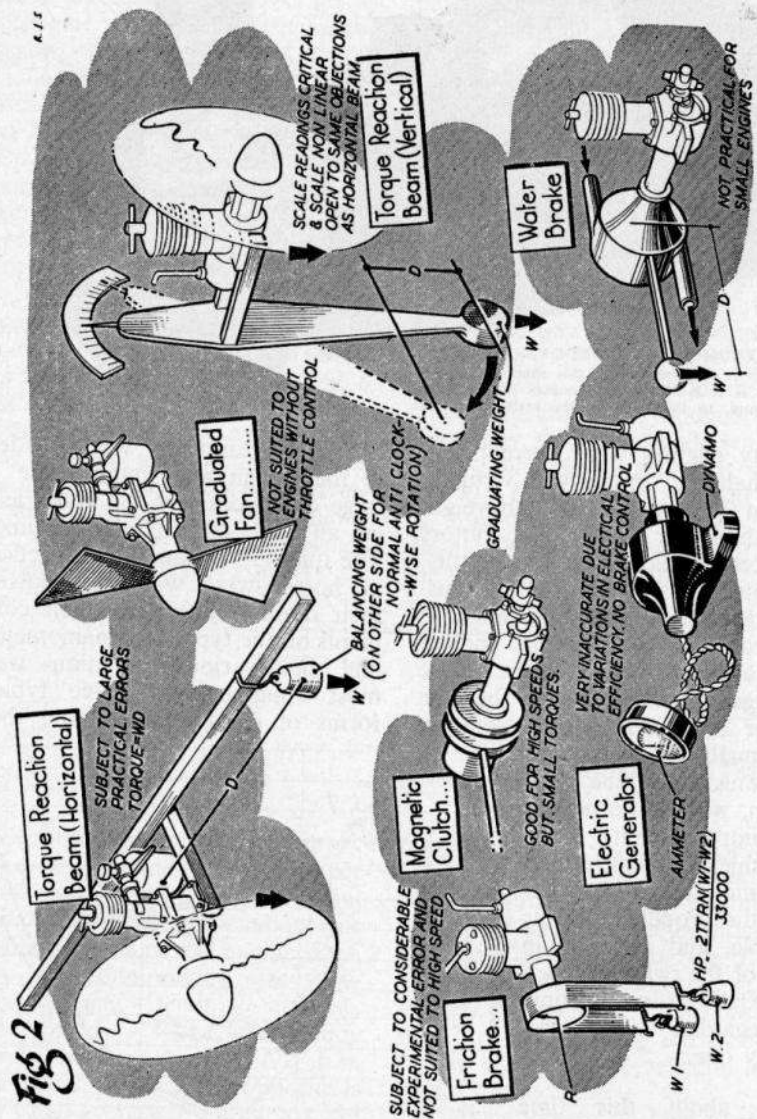 Fig 2
R.J.S
Torque Reaction
Beam (Horizontal)
SUBJECT TO LARGE
PRACTICAL ERRORS
TORQUE=WD
D
W
BALANCING WEIGHT
(ON OTHER SIDE FOR
NORMAL ANTI CLOCK-
-WISE ROTATION)
Graduated
Fan..........
NOT SUITED TO
ENGINES WITHOUT
THROTTLE CONTROL
SCALE READINGS CRITICAL
& SCALE NON LINEAR
OPEN TO SAME OBJECTIONS
AS HORIZONTAL BEAM
Torque Reaction
Beam (Vertical)
D
W
GRADUATING WEIGHT
SUBJECT TO CONSIDERABLE
EXPERIMENTAL ERROR AND
NOT SUITED TO HIGH SPEED
Friction
Brake...
R
W1
W.2
HP. 2TTRN(W1-W2)
33000
Magnetic
Clutch...
GOOD FOR HIGH SPEEDS
BUT SMALL TORQUES.
Electric
Generator
VERY INACCURATE DUE
TO VARIATIONS IN ELECTICAL
EFFICIENCY. NO BRAKE CONTROL
AMMETER
DYNAMO
Water
Brake
NOT PRACTICAL FOR
SMALL ENGINES
D
W